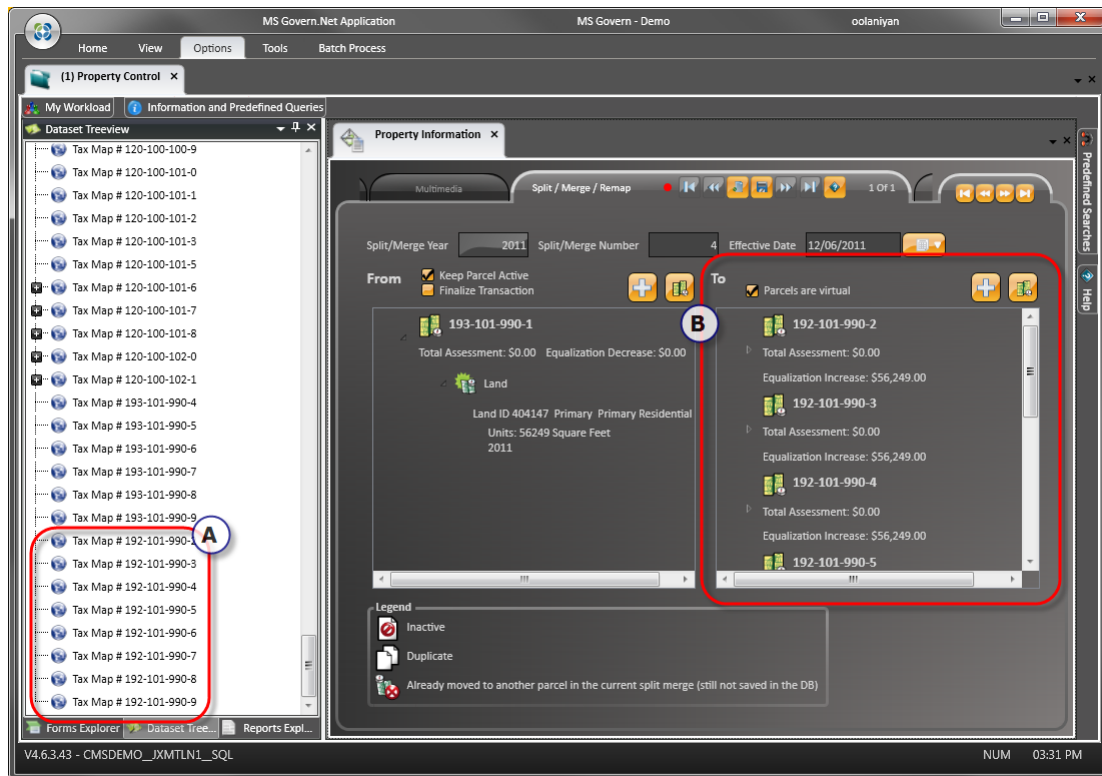 MS Govern.Net Application MS Govern - Demo oolaniyan
Home View Options Tools Batch Process
(1) Property Control
My Workload Information and Predefined Queries
Dataset Treeview
Tax Map # 120-100-100-9
Tax Map # 120-100-101-0
Tax Map # 120-100-101-1
Tax Map # 120-100-101-2
Tax Map # 120-100-101-3
Tax Map # 120-100-101-5
Tax Map # 120-100-101-6
Tax Map # 120-100-101-7
Tax Map # 120-100-101-8
Tax Map # 120-100-102-0
Tax Map # 120-100-102-1
Tax Map # 193-101-990-4
Tax Map # 193-101-990-5
Tax Map # 193-101-990-6
Tax Map # 193-101-990-7
Tax Map # 193-101-990-8
Tax Map # 193-101-990-9
A
Tax Map # 192-101-990-2
Tax Map # 192-101-990-3
Tax Map # 192-101-990-4
Tax Map # 192-101-990-5
Tax Map # 192-101-990-6
Tax Map # 192-101-990-7
Tax Map # 192-101-990-8
Tax Map # 192-101-990-9
Forms Explorer Dataset Tree... Reports Expl...
Property Information
Multimedia Split / Merge / Remap 1 Of 1
Split/Merge Year 2011 Split/Merge Number 4 Effective Date 12/06/2011
From Keep Parcel Active
Finalize Transaction
193-101-990-1
Total Assessment: $0.00 Equalization Decrease: $0.00
Land
Land ID 404147 Primary Primary Residential
Units: 56249 Square Feet
2011
B
To Parcels are virtual
192-101-990-2
Total Assessment: $0.00
Equalization Increase: $56,249.00
192-101-990-3
Total Assessment: $0.00
Equalization Increase: $56,249.00
192-101-990-4
Total Assessment: $0.00
Equalization Increase: $56,249.00
192-101-990-5
Legend
Inactive
Duplicate
Already moved to another parcel in the current split merge (still not saved in the DB)
Predefined Searches
Help
V4.6.3.43 - CMSDEMO__JXMTLN1__SQL NUM 03:31 PM